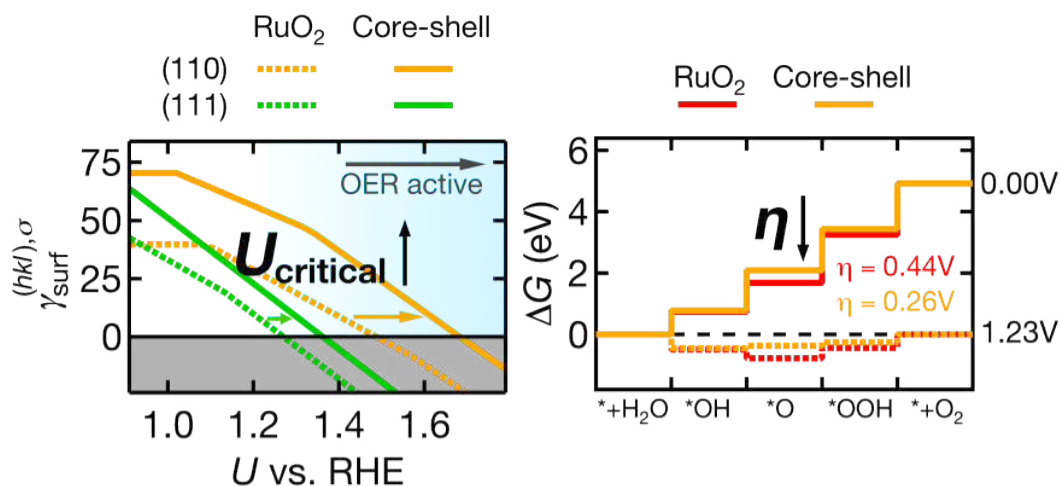 RuO₂ Core-shell
(110)
(111)
75
50
25
0
γ_surf^(hkl),σ
OER active
U_critical
1.0 1.2 1.4 1.6
U vs. RHE
RuO₂ Core-shell
6
4
2
0
ΔG (eV)
η
η = 0.44V
η = 0.26V
0.00V
1.23V
*+H₂O *OH *O *OOH *+O₂